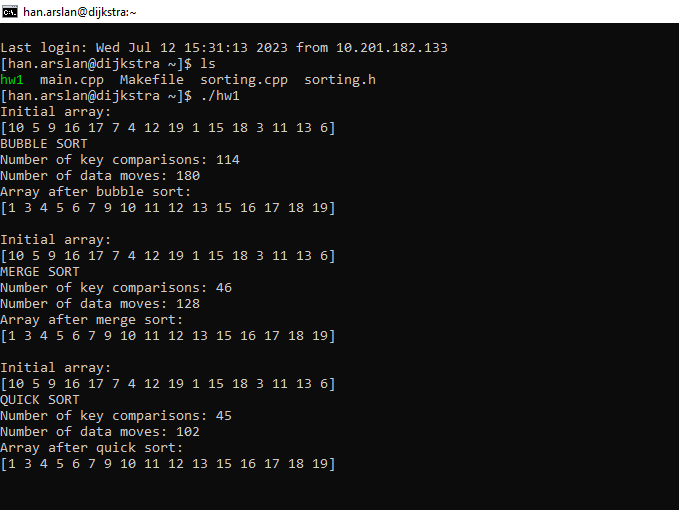 han.arslan@dijkstra:~
Last login: Wed Jul 12 15:31:13 2023 from 10.201.182.133
[han.arslan@dijkstra ~]$ ls
hw1  main.cpp  Makefile  sorting.cpp  sorting.h
[han.arslan@dijkstra ~]$ ./hw1
Initial array:
[10 5 9 16 17 7 4 12 19 1 15 18 3 11 13 6]
BUBBLE SORT
Number of key comparisons: 114
Number of data moves: 180
Array after bubble sort:
[1 3 4 5 6 7 9 10 11 12 13 15 16 17 18 19]

Initial array:
[10 5 9 16 17 7 4 12 19 1 15 18 3 11 13 6]
MERGE SORT
Number of key comparisons: 46
Number of data moves: 128
Array after merge sort:
[1 3 4 5 6 7 9 10 11 12 13 15 16 17 18 19]

Initial array:
[10 5 9 16 17 7 4 12 19 1 15 18 3 11 13 6]
QUICK SORT
Number of key comparisons: 45
Number of data moves: 102
Array after quick sort:
[1 3 4 5 6 7 9 10 11 12 13 15 16 17 18 19]